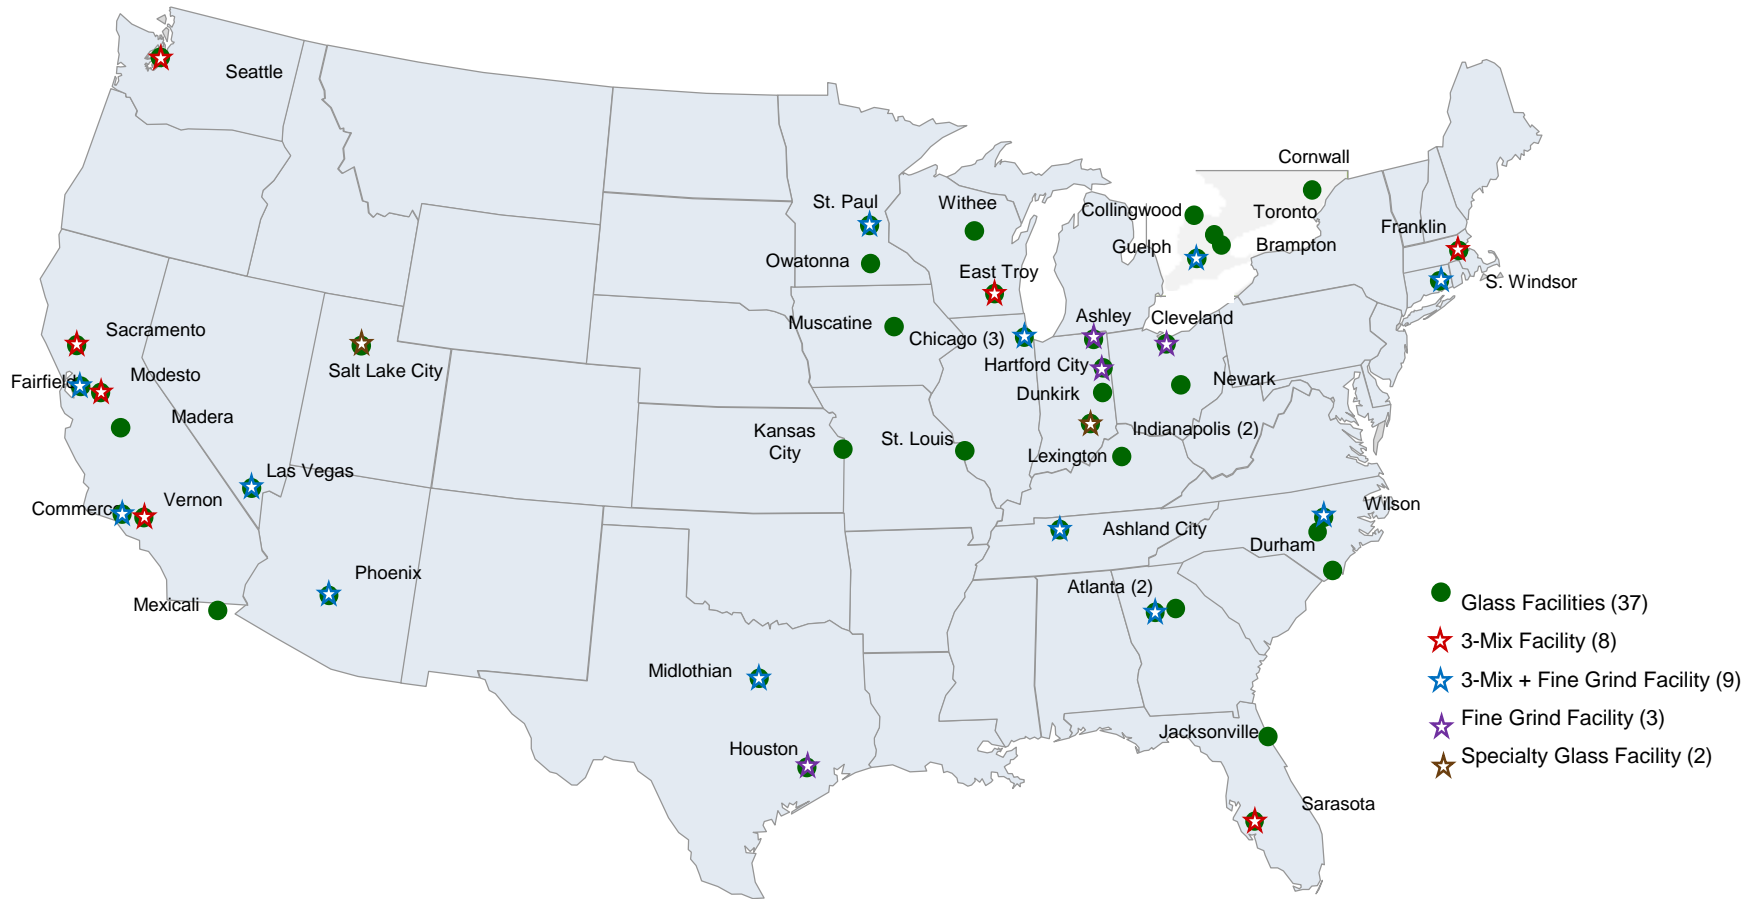 Seattle
Cornwall
St. Paul
Withee
Collingwood
Toronto
Franklin
Guelph
Brampton
Owatonna
East Troy
S. Windsor
Sacramento
Muscatine
Chicago (3)
Ashley
Cleveland
Salt Lake City
Hartford City
Fairfield
Modesto
Dunkirk
Newark
Madera
Kansas
City
St. Louis
Indianapolis (2)
Lexington
Las Vegas
Commerc
Vernon
Wilson
Ashland City
Durham
Phoenix
Atlanta (2)
Mexicali
Midlothian
Jacksonville
Houston
Sarasota
Glass Facilities (37)
3-Mix Facility (8)
3-Mix + Fine Grind Facility (9)
Fine Grind Facility (3)
Specialty Glass Facility (2)